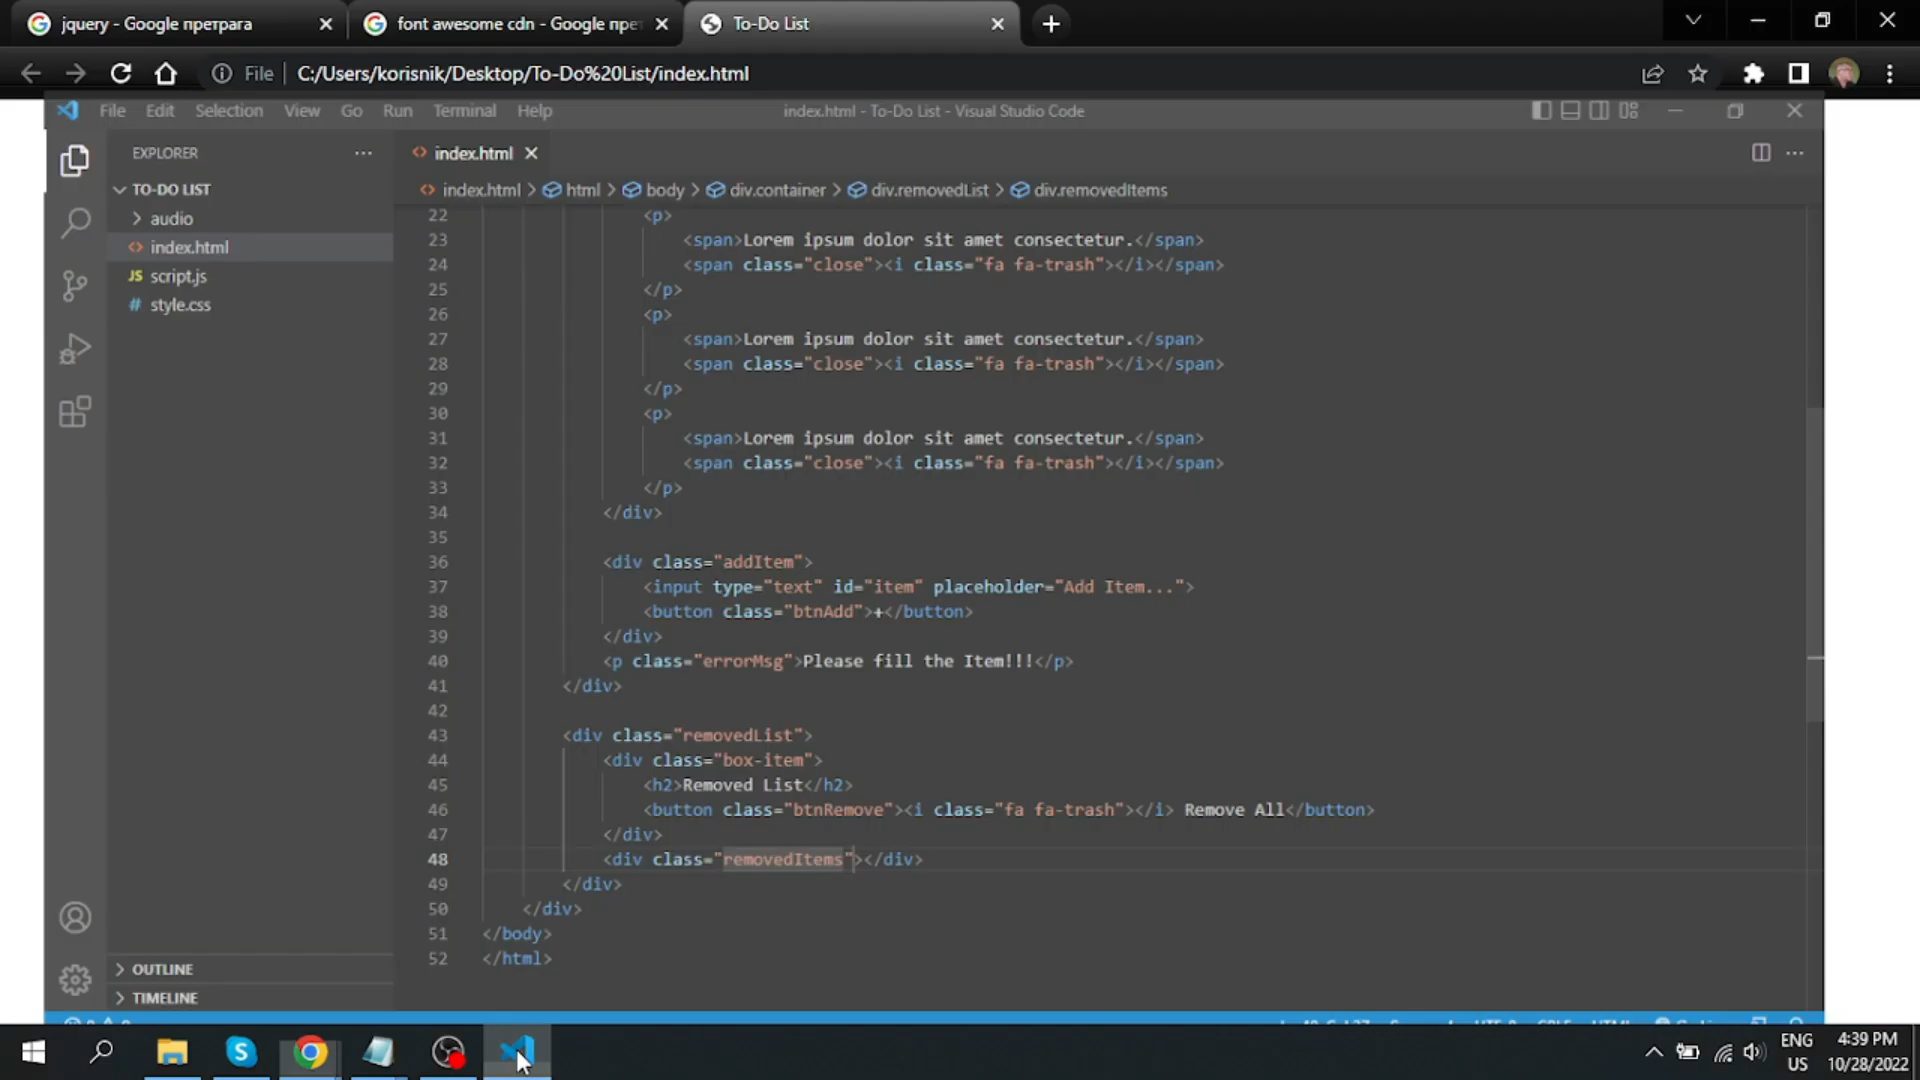 jquery - Google претрага
font awesome cdn - Google пре
To-Do List
File C:/Users/korisnik/Desktop/To-Do%20List/index.html
File Edit Selection View Go Run Terminal Help
index.html - To-Do List - Visual Studio Code
EXPLORER
TO-DO LIST
audio
index.html
JS script.js
# style.css
OUTLINE
TIMELINE
index.html
index.html > html > body > div.container > div.removedList > div.removedItems
22 <p>
23 <span>Lorem ipsum dolor sit amet consectetur.</span>
24 <span class="close"><i class="fa fa-trash"></i></span>
25 </p>
26 <p>
27 <span>Lorem ipsum dolor sit amet consectetur.</span>
28 <span class="close"><i class="fa fa-trash"></i></span>
29 </p>
30 <p>
31 <span>Lorem ipsum dolor sit amet consectetur.</span>
32 <span class="close"><i class="fa fa-trash"></i></span>
33 </p>
34 </div>
35
36 <div class="addItem">
37 <input type="text" id="item" placeholder="Add Item...">
38 <button class="btnAdd">+</button>
39 </div>
40 <p class="errorMsg">Please fill the Item!!!</p>
41 </div>
42
43 <div class="removedList">
44 <div class="box-item">
45 <h2>Removed List</h2>
46 <button class="btnRemove"><i class="fa fa-trash"></i> Remove All</button>
47 </div>
48 <div class="removedItems"></div>
49 </div>
50 </div>
51 </body>
52 </html>
ENG
US
4:39 PM
10/28/2022